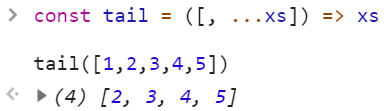 > const tail = ([, ...xs]) => xs
tail([1,2,3,4,5])
(4) [2, 3, 4, 5]